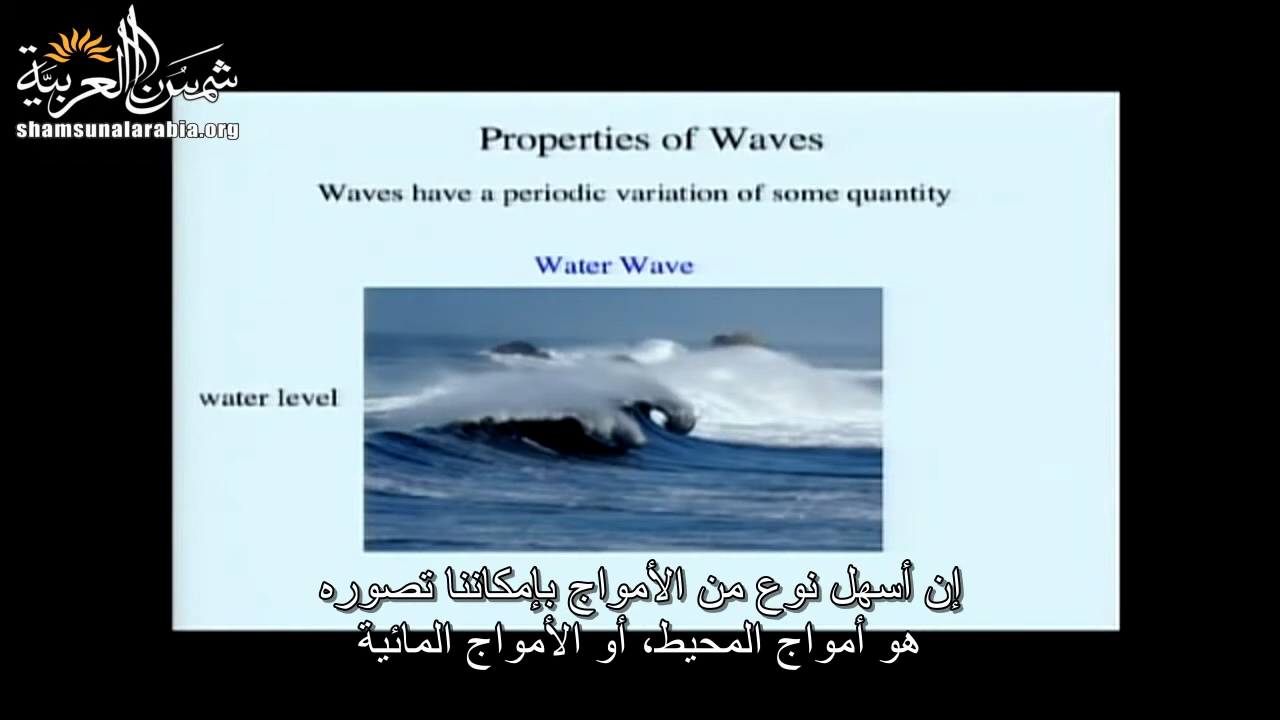 شمس العربية
shamsunalarabia.org
Properties of Waves
Waves have a periodic variation of some quantity
Water Wave
water level
إن أسهل نوع من الأمواج بإمكاننا تصوره
هو أمواج المحيط، أو الأمواج المائية